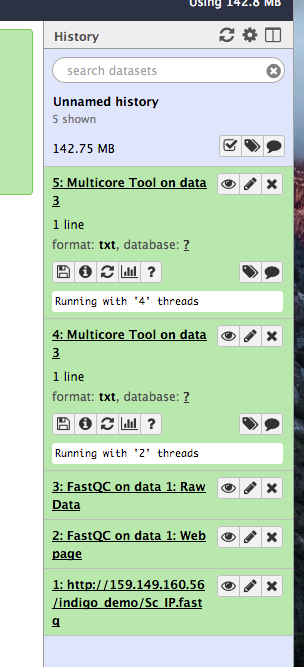 Using 142.8 MB
History
search datasets
Unnamed history
5 shown
142.75 MB
5: Multicore Tool on data
3
1 line
format: txt, database: ?
?
Running with '4' threads
4: Multicore Tool on data
3
1 line
format: txt, database: ?
?
Running with '2' threads
3: FastQC on data 1: Raw
Data
2: FastQC on data 1: Web
page
1: http://159.149.160.56
/indigo_demo/Sc_IP.fast
q